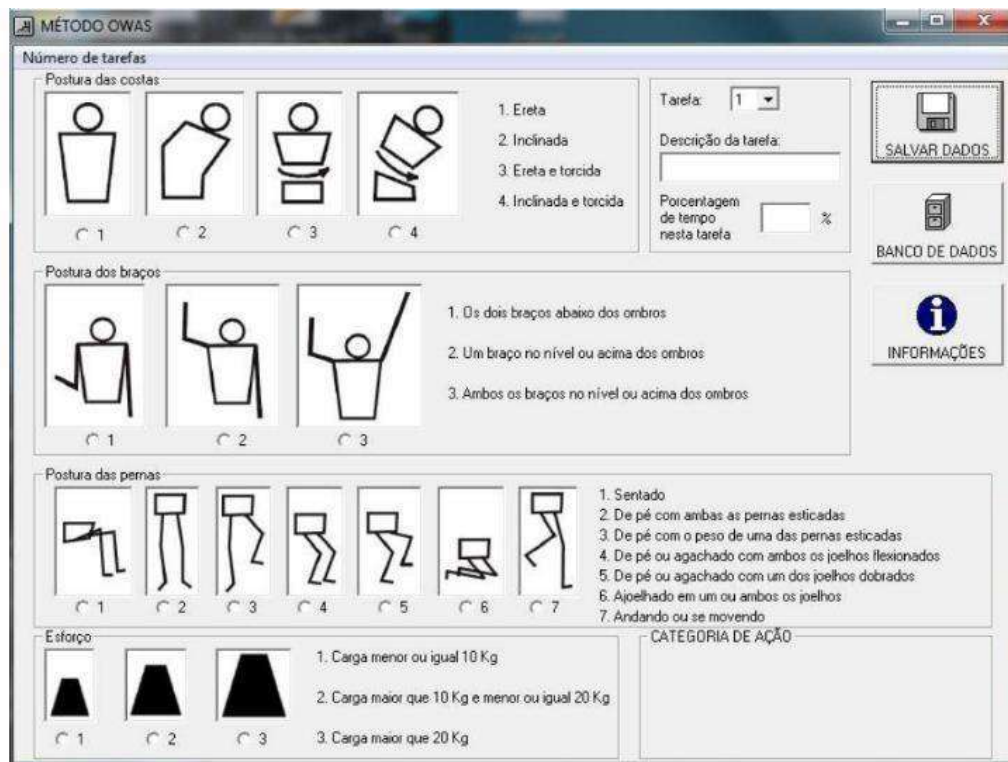 MÉTODO OWAS
Número de tarefas
Postura das costas
1
2
3
4
1. Ereta
2. Inclinada
3. Ereta e torcida
4. Inclinada e torcida
Tarefa: 1
Descrição da tarefa:
Porcentagem
de tempo
nesta tarefa
%
SALVAR DADOS
BANCO DE DADOS
INFORMAÇÕES
Postura dos braços
1
2
3
1. Os dois braços abaixo dos ombros
2. Um braço no nível ou acima dos ombros
3. Ambos os braços no nível ou acima dos ombros
Postura das pernas
1
2
3
4
5
6
7
1. Sentado
2. De pé com ambas as pernas esticadas
3. De pé com o peso de uma das pernas esticadas
4. De pé ou agachado com ambos os joelhos flexionados
5. De pé ou agachado com um dos joelhos dobrados
6. Ajoelhado em um ou ambos os joelhos
7. Andando ou se movendo
Esforço
1
2
3
1. Carga menor ou igual 10 Kg
2. Carga maior que 10 Kg e menor ou igual 20 Kg
3. Carga maior que 20 Kg
CATEGORIA DE AÇÃO